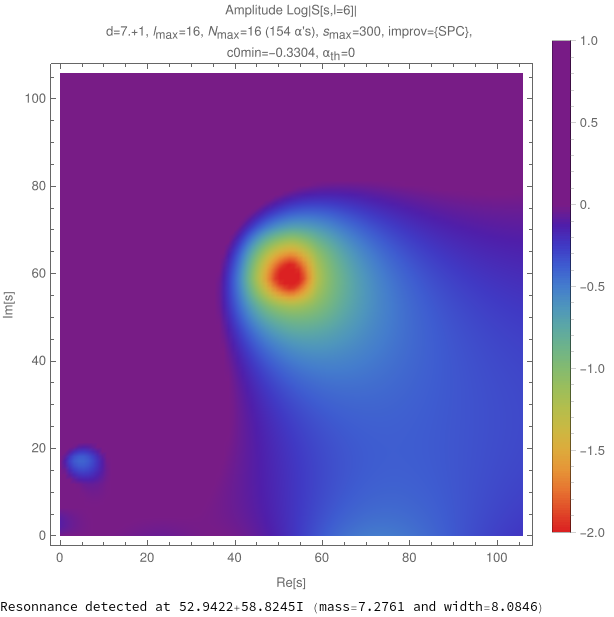 Amplitude Log|S[s,l=6]|
d=7.+1, lmax=16, Nmax=16 (154 α's), smax=300, improv={SPC},
c0min=−0.3304, αth=0
100
80
60
40
20
0
Im[s]
0 20 40 60 80 100
Re[s]
1.0
0.5
0.
−0.5
−1.0
−1.5
−2.0
Resonnance detected at 52.9422+58.8245I (mass=7.2761 and width=8.0846)